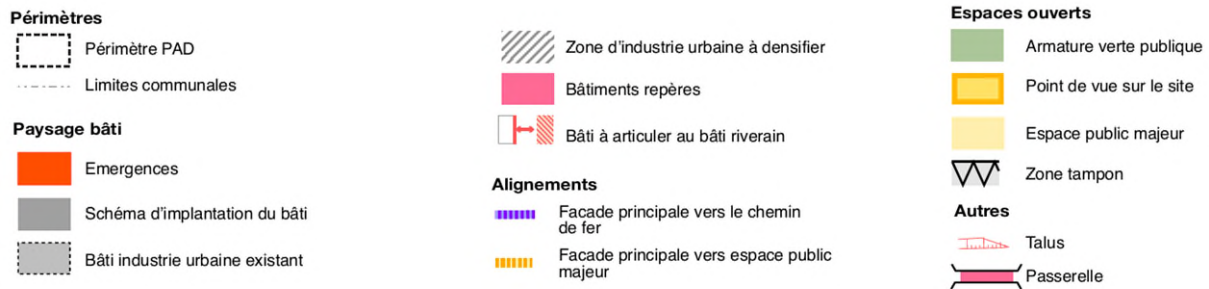 Périmètres
Périmètre PAD
Limites communales
Paysage bâti
Emergences
Schéma d'implantation du bâti
Bâti industrie urbaine existant
Zone d'industrie urbaine à densifier
Bâtiments repères
Bâti à articuler au bâti riverain
Alignements
Facade principale vers le chemin
de fer
Facade principale vers espace public
majeur
Espaces ouverts
Armature verte publique
Point de vue sur le site
Espace public majeur
Zone tampon
Autres
Talus
Passerelle